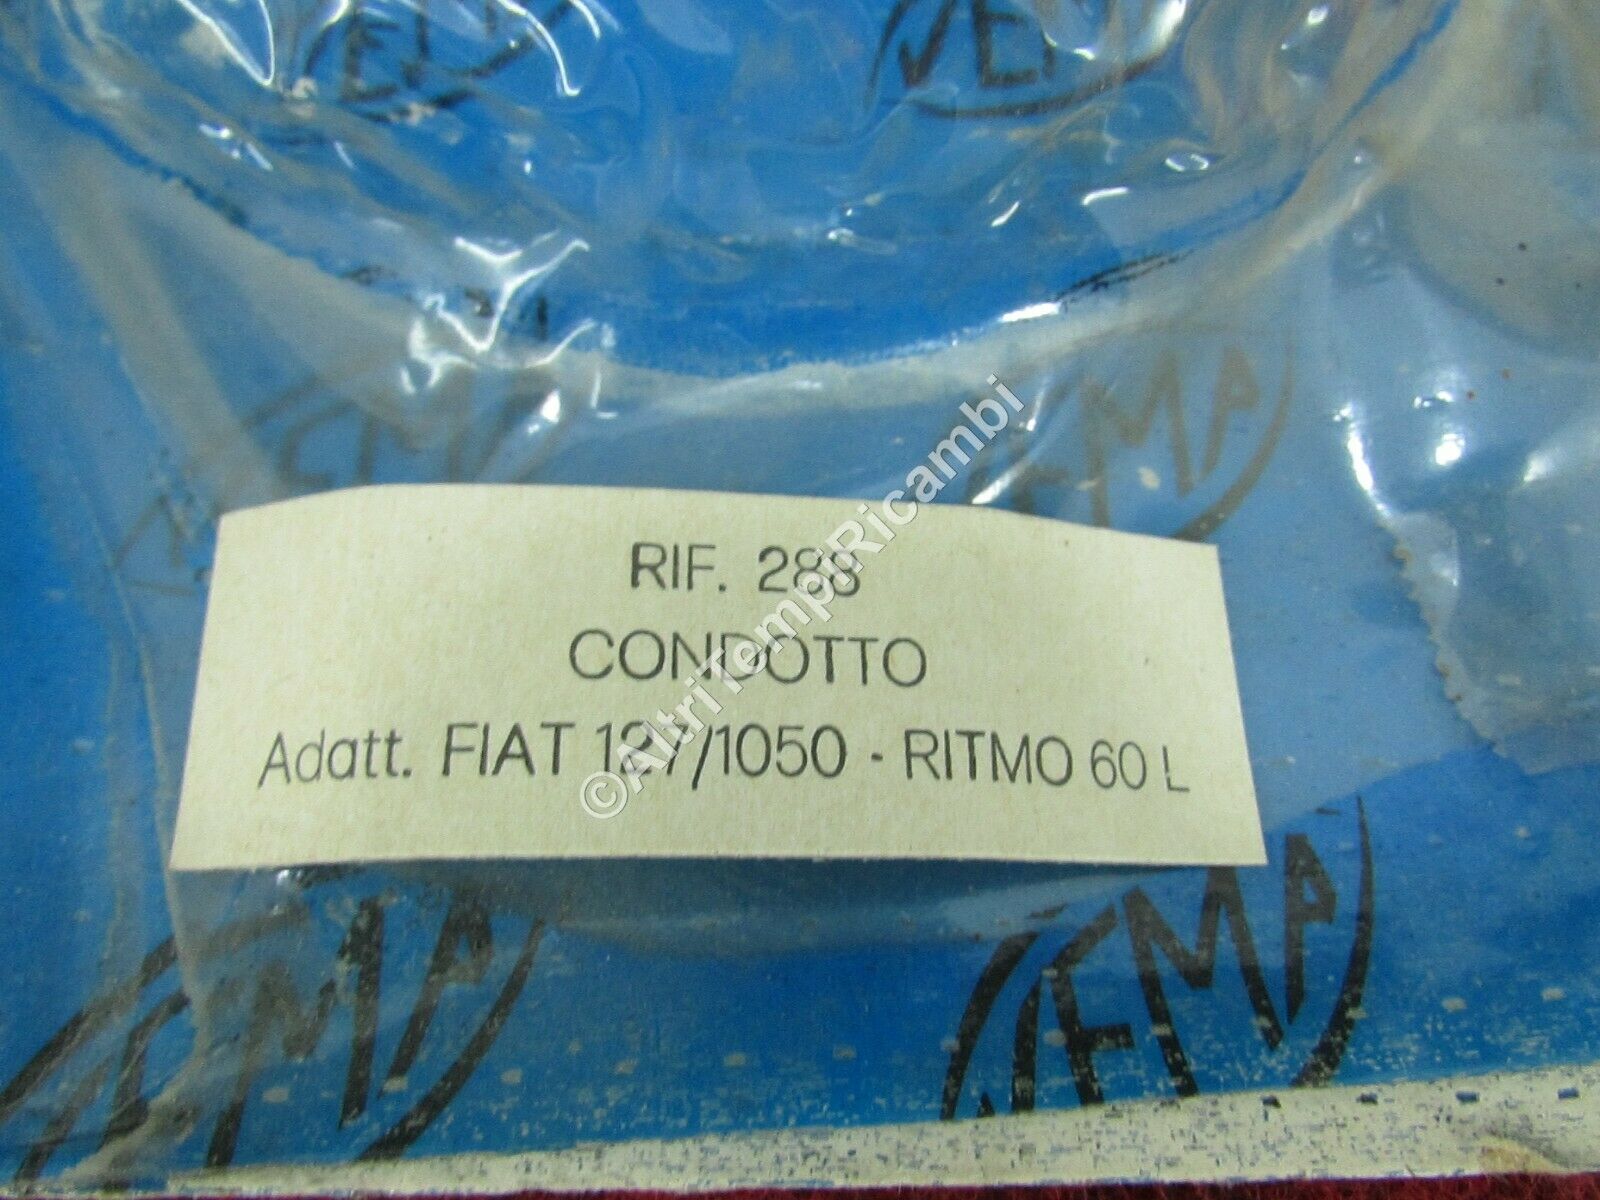 RIF. 288
CONDOTTO
Adatt. FIAT 127/1050 - RITMO 60 L
©AltriTempiRicambi